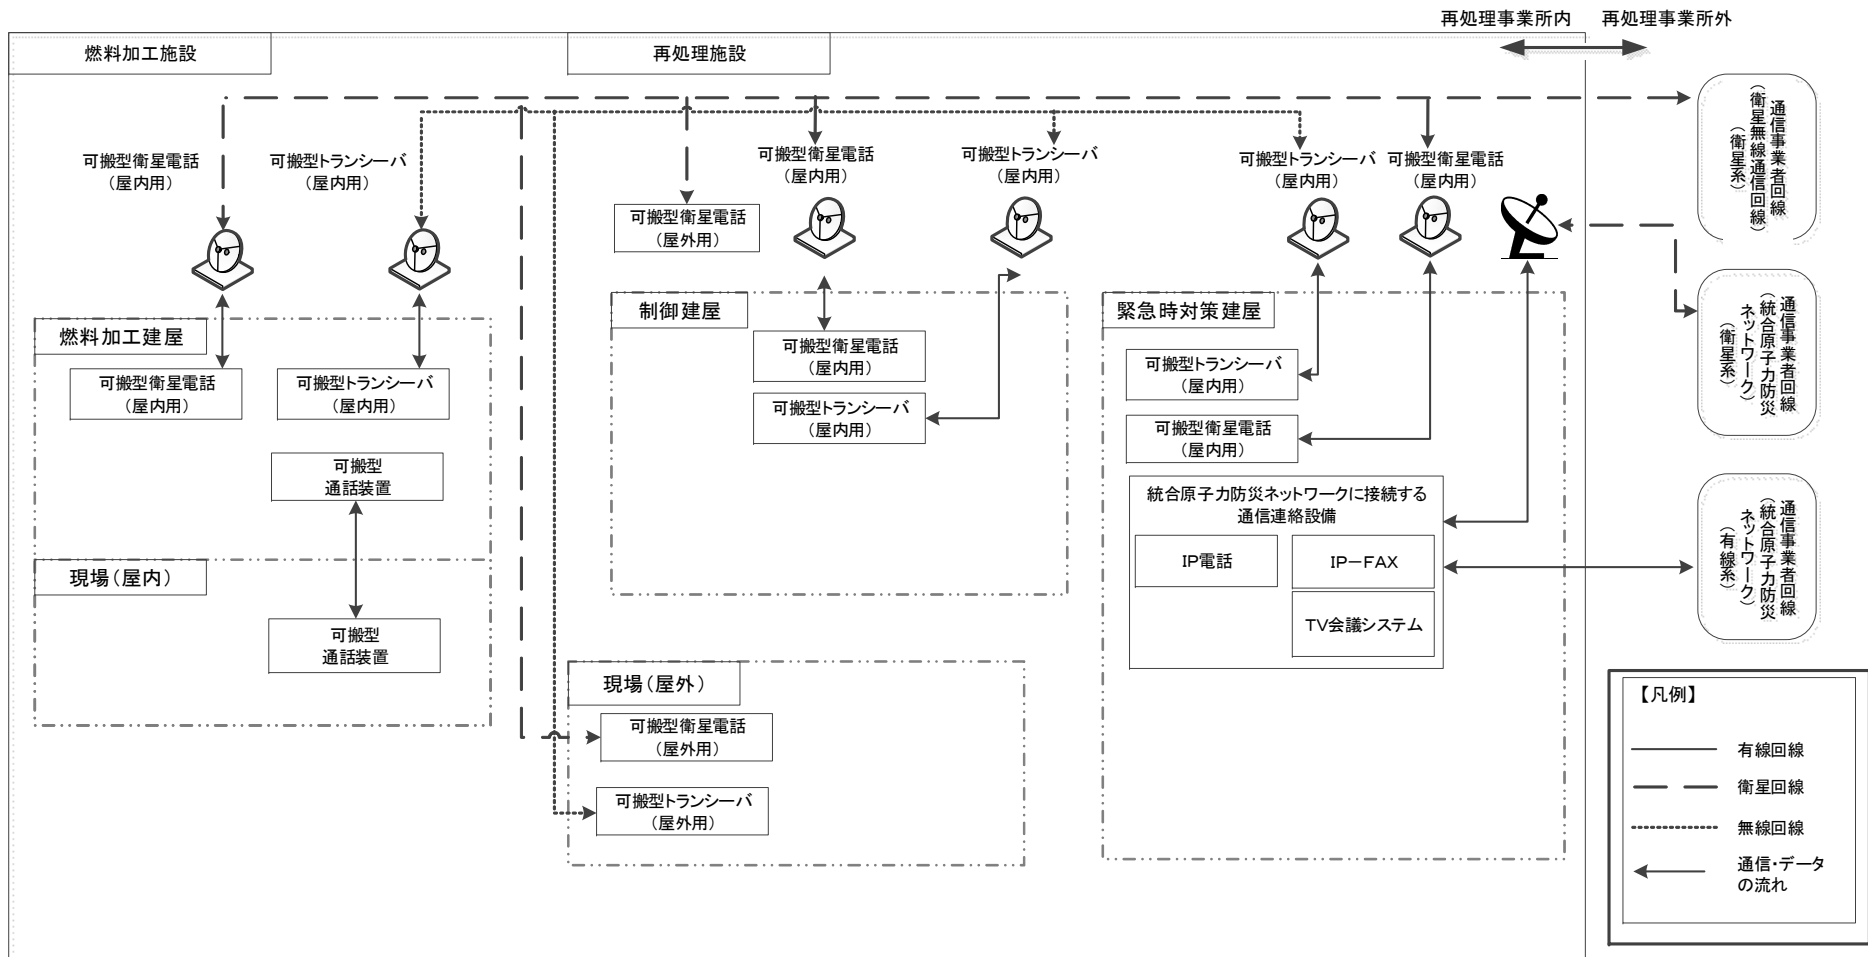 再処理事業所内
再処理事業所外
燃料加工施設
再処理施設
可搬型衛星電話
(屋内用)
可搬型トランシーバ
(屋内用)
可搬型衛星電話
(屋外用)
可搬型衛星電話
(屋内用)
可搬型トランシーバ
(屋内用)
可搬型トランシーバ
(屋内用)
可搬型衛星電話
(屋内用)
燃料加工建屋
可搬型衛星電話
(屋内用)
可搬型トランシーバ
(屋内用)
可搬型
通話装置
現場(屋内)
可搬型
通話装置
制御建屋
可搬型衛星電話
(屋内用)
可搬型トランシーバ
(屋内用)
現場(屋外)
可搬型衛星電話
(屋外用)
可搬型トランシーバ
(屋外用)
緊急時対策建屋
可搬型トランシーバ
(屋内用)
可搬型衛星電話
(屋内用)
統合原子力防災ネットワークに接続する
通信連絡設備
IP電話
IP-FAX
TV会議システム
通信事業者回線
(衛星無線通信回線)
(衛星系)
通信事業者回線
(統合原子力防災
ネットワーク)
(衛星系)
通信事業者回線
(統合原子力防災
ネットワーク)
(有線系)
【凡例】
有線回線
衛星回線
無線回線
通信・データ
の流れ